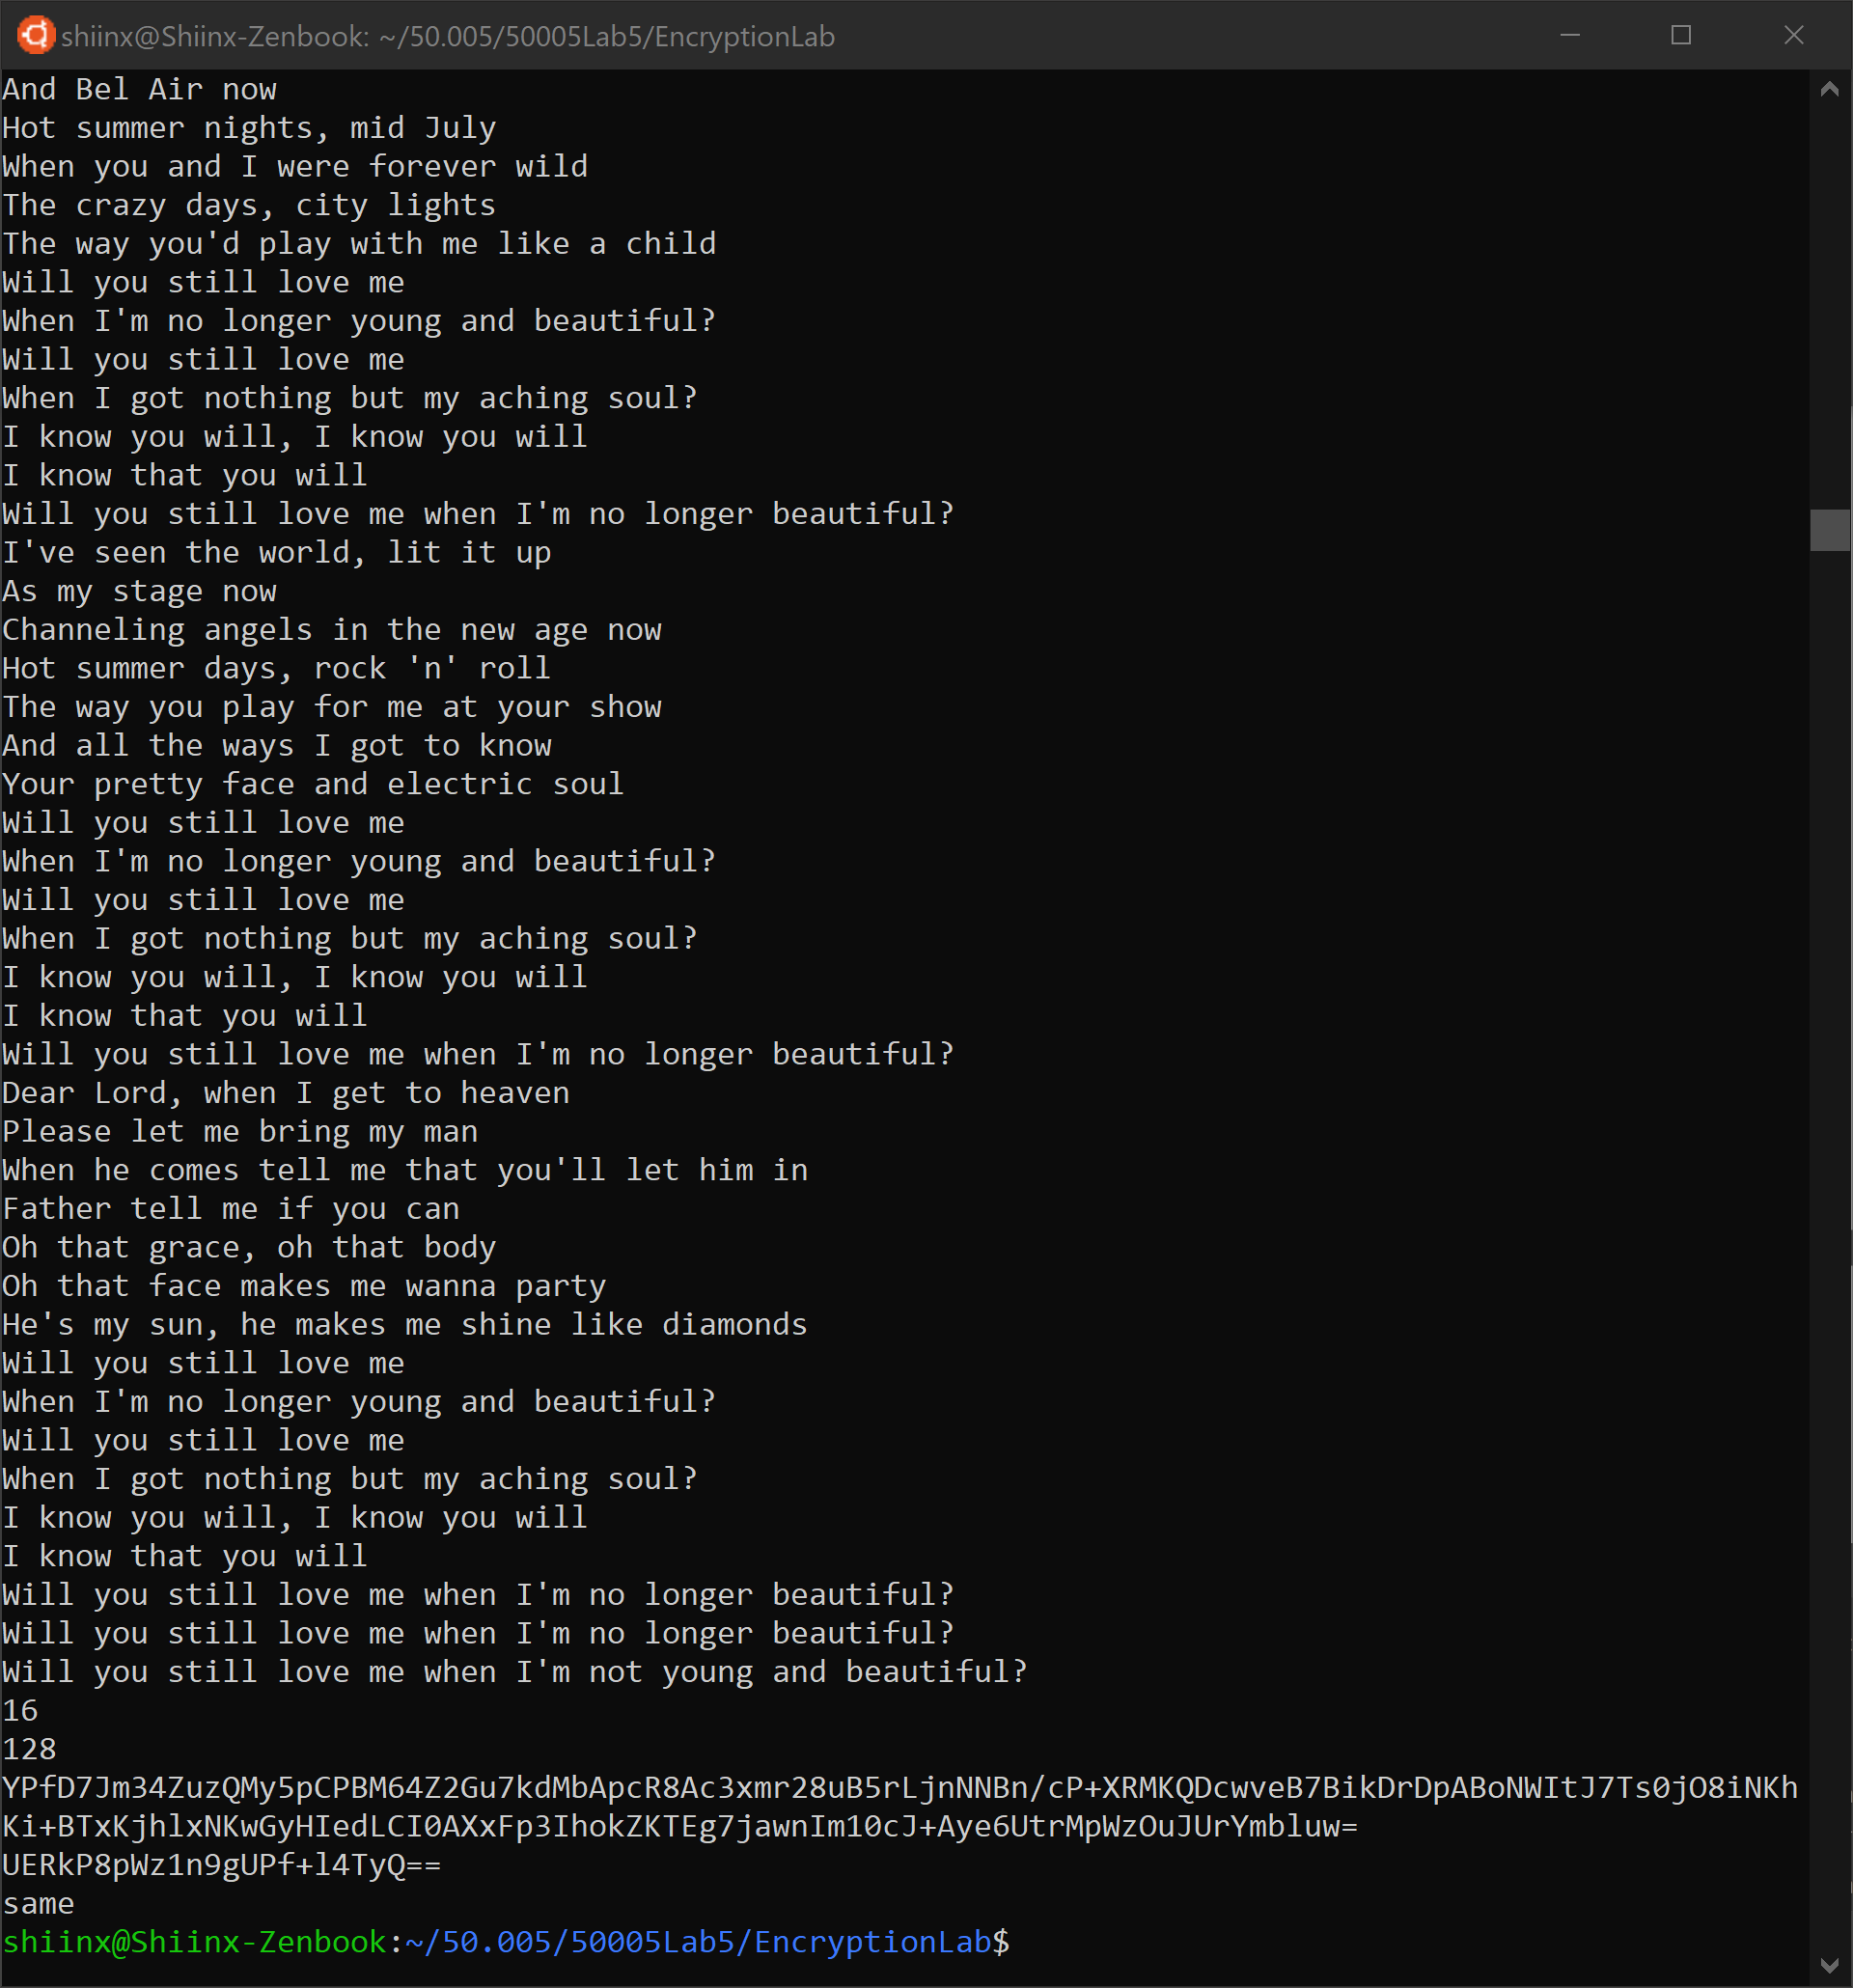 shiinx@Shiinx-Zenbook: ~/50.005/50005Lab5/EncryptionLab
And Bel Air now
Hot summer nights, mid July
When you and I were forever wild
The crazy days, city lights
The way you'd play with me like a child
Will you still love me
When I'm no longer young and beautiful?
Will you still love me
When I got nothing but my aching soul?
I know you will, I know you will
I know that you will
Will you still love me when I'm no longer beautiful?
I've seen the world, lit it up
As my stage now
Channeling angels in the new age now
Hot summer days, rock 'n' roll
The way you play for me at your show
And all the ways I got to know
Your pretty face and electric soul
Will you still love me
When I'm no longer young and beautiful?
Will you still love me
When I got nothing but my aching soul?
I know you will, I know you will
I know that you will
Will you still love me when I'm no longer beautiful?
Dear Lord, when I get to heaven
Please let me bring my man
When he comes tell me that you'll let him in
Father tell me if you can
Oh that grace, oh that body
Oh that face makes me wanna party
He's my sun, he makes me shine like diamonds
Will you still love me
When I'm no longer young and beautiful?
Will you still love me
When I got nothing but my aching soul?
I know you will, I know you will
I know that you will
Will you still love me when I'm no longer beautiful?
Will you still love me when I'm no longer beautiful?
Will you still love me when I'm not young and beautiful?
16
128
YPfD7Jm34ZuzQMy5pCPBM64Z2Gu7kdMbApcR8Ac3xmr28uB5rLjnNNBn/cP+XRMKQDcwveB7BikDrDpABoNWItJ7Ts0jO8iNKh
Ki+BTxKjhlxNKwGyHIedLCI0AXxFp3IhokZKTEg7jawnIm10cJ+Aye6UtrMpWzOuJUrYmbluw=
UERkP8pWz1n9gUPf+l4TyQ==
same
shiinx@Shiinx-Zenbook:~/50.005/50005Lab5/EncryptionLab$